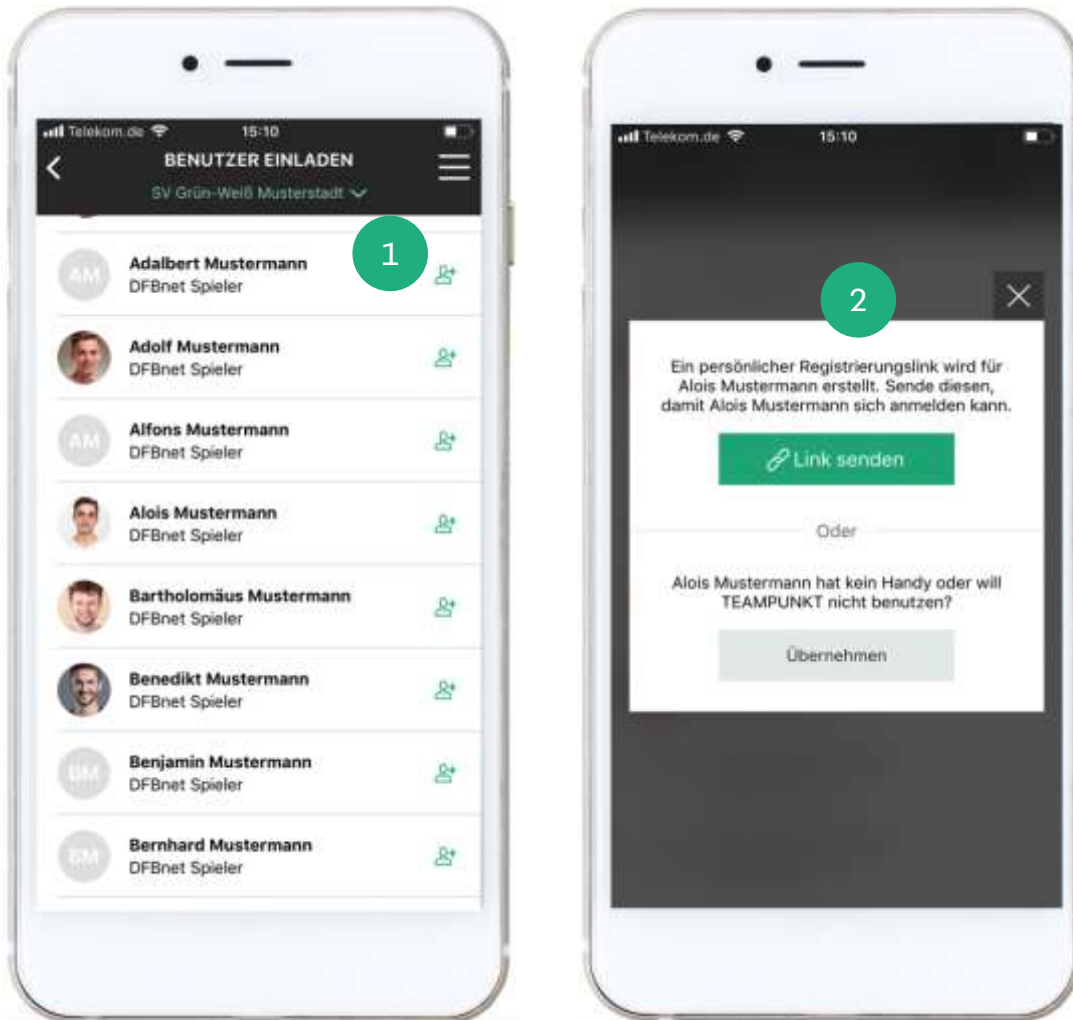 Telekom.de 15:10
BENUTZER EINLADEN
SV Grün-Weiß Musterstadt
1
AM
Adalbert Mustermann
DFBnet Spieler
Adolf Mustermann
DFBnet Spieler
AM
Alfons Mustermann
DFBnet Spieler
Alois Mustermann
DFBnet Spieler
Bartholomäus Mustermann
DFBnet Spieler
Benedikt Mustermann
DFBnet Spieler
BM
Benjamin Mustermann
DFBnet Spieler
BM
Bernhard Mustermann
DFBnet Spieler
Telekom.de 15:10
2
Ein persönlicher Registrierungslink wird für
Alois Mustermann erstellt. Sende diesen,
damit Alois Mustermann sich anmelden kann.
Link senden
Oder
Alois Mustermann hat kein Handy oder will
TEAMPUNKT nicht benutzen?
Übernehmen